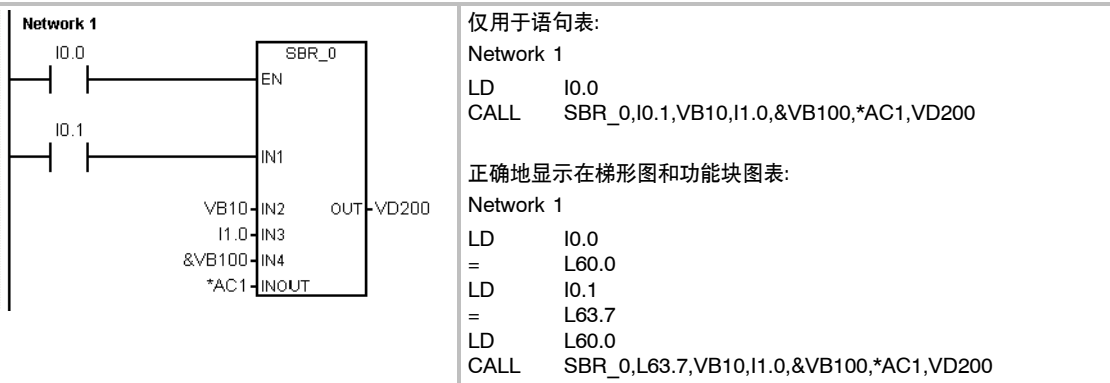 Network 1
I0.0
SBR_0
EN
I0.1
IN1
VB10 IN2 OUT VD200
I1.0 IN3
&VB100 IN4
*AC1 INOUT
仅用于语句表:
Network 1
LD I0.0
CALL SBR_0,I0.1,VB10,I1.0,&VB100,*AC1,VD200
正确地显示在梯形图和功能块图表:
Network 1
LD I0.0
= L60.0
LD I0.1
= L63.7
LD L60.0
CALL SBR_0,L63.7,VB10,I1.0,&VB100,*AC1,VD200